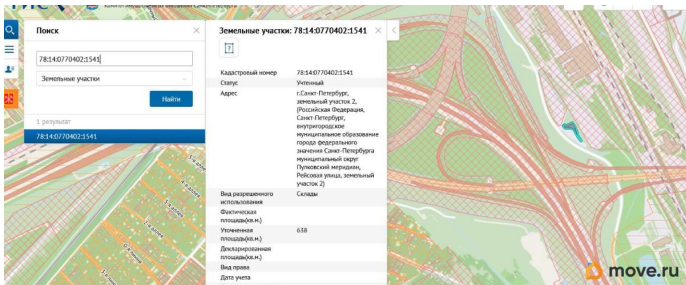 Поиск
78:14:0770402:1541
Земельные участки
Найти
1 результат
78:14:0770402:1541
Земельные участки: 78:14:0770402:1541
Кадастровый номер 78:14:0770402:1541
Статус Учтенный
Адрес г.Санкт-Петербург,
земельный участок 2,
(Российская Федерация,
Санкт-Петербург,
внутригородское
муниципальное образование
города федерального
значения Санкт-Петербурга
муниципальный округ
Пулковский меридиан,
Рейсовая улица, земельный
участок 2)
Вид разрешенного Склады
использования
Фактическая
площадь(кв.м.)
Уточненная 638
площадь(кв.м.)
Декларированная
площадь(кв.м.)
Вид права
Дата учета
5-я аллея
move.ru